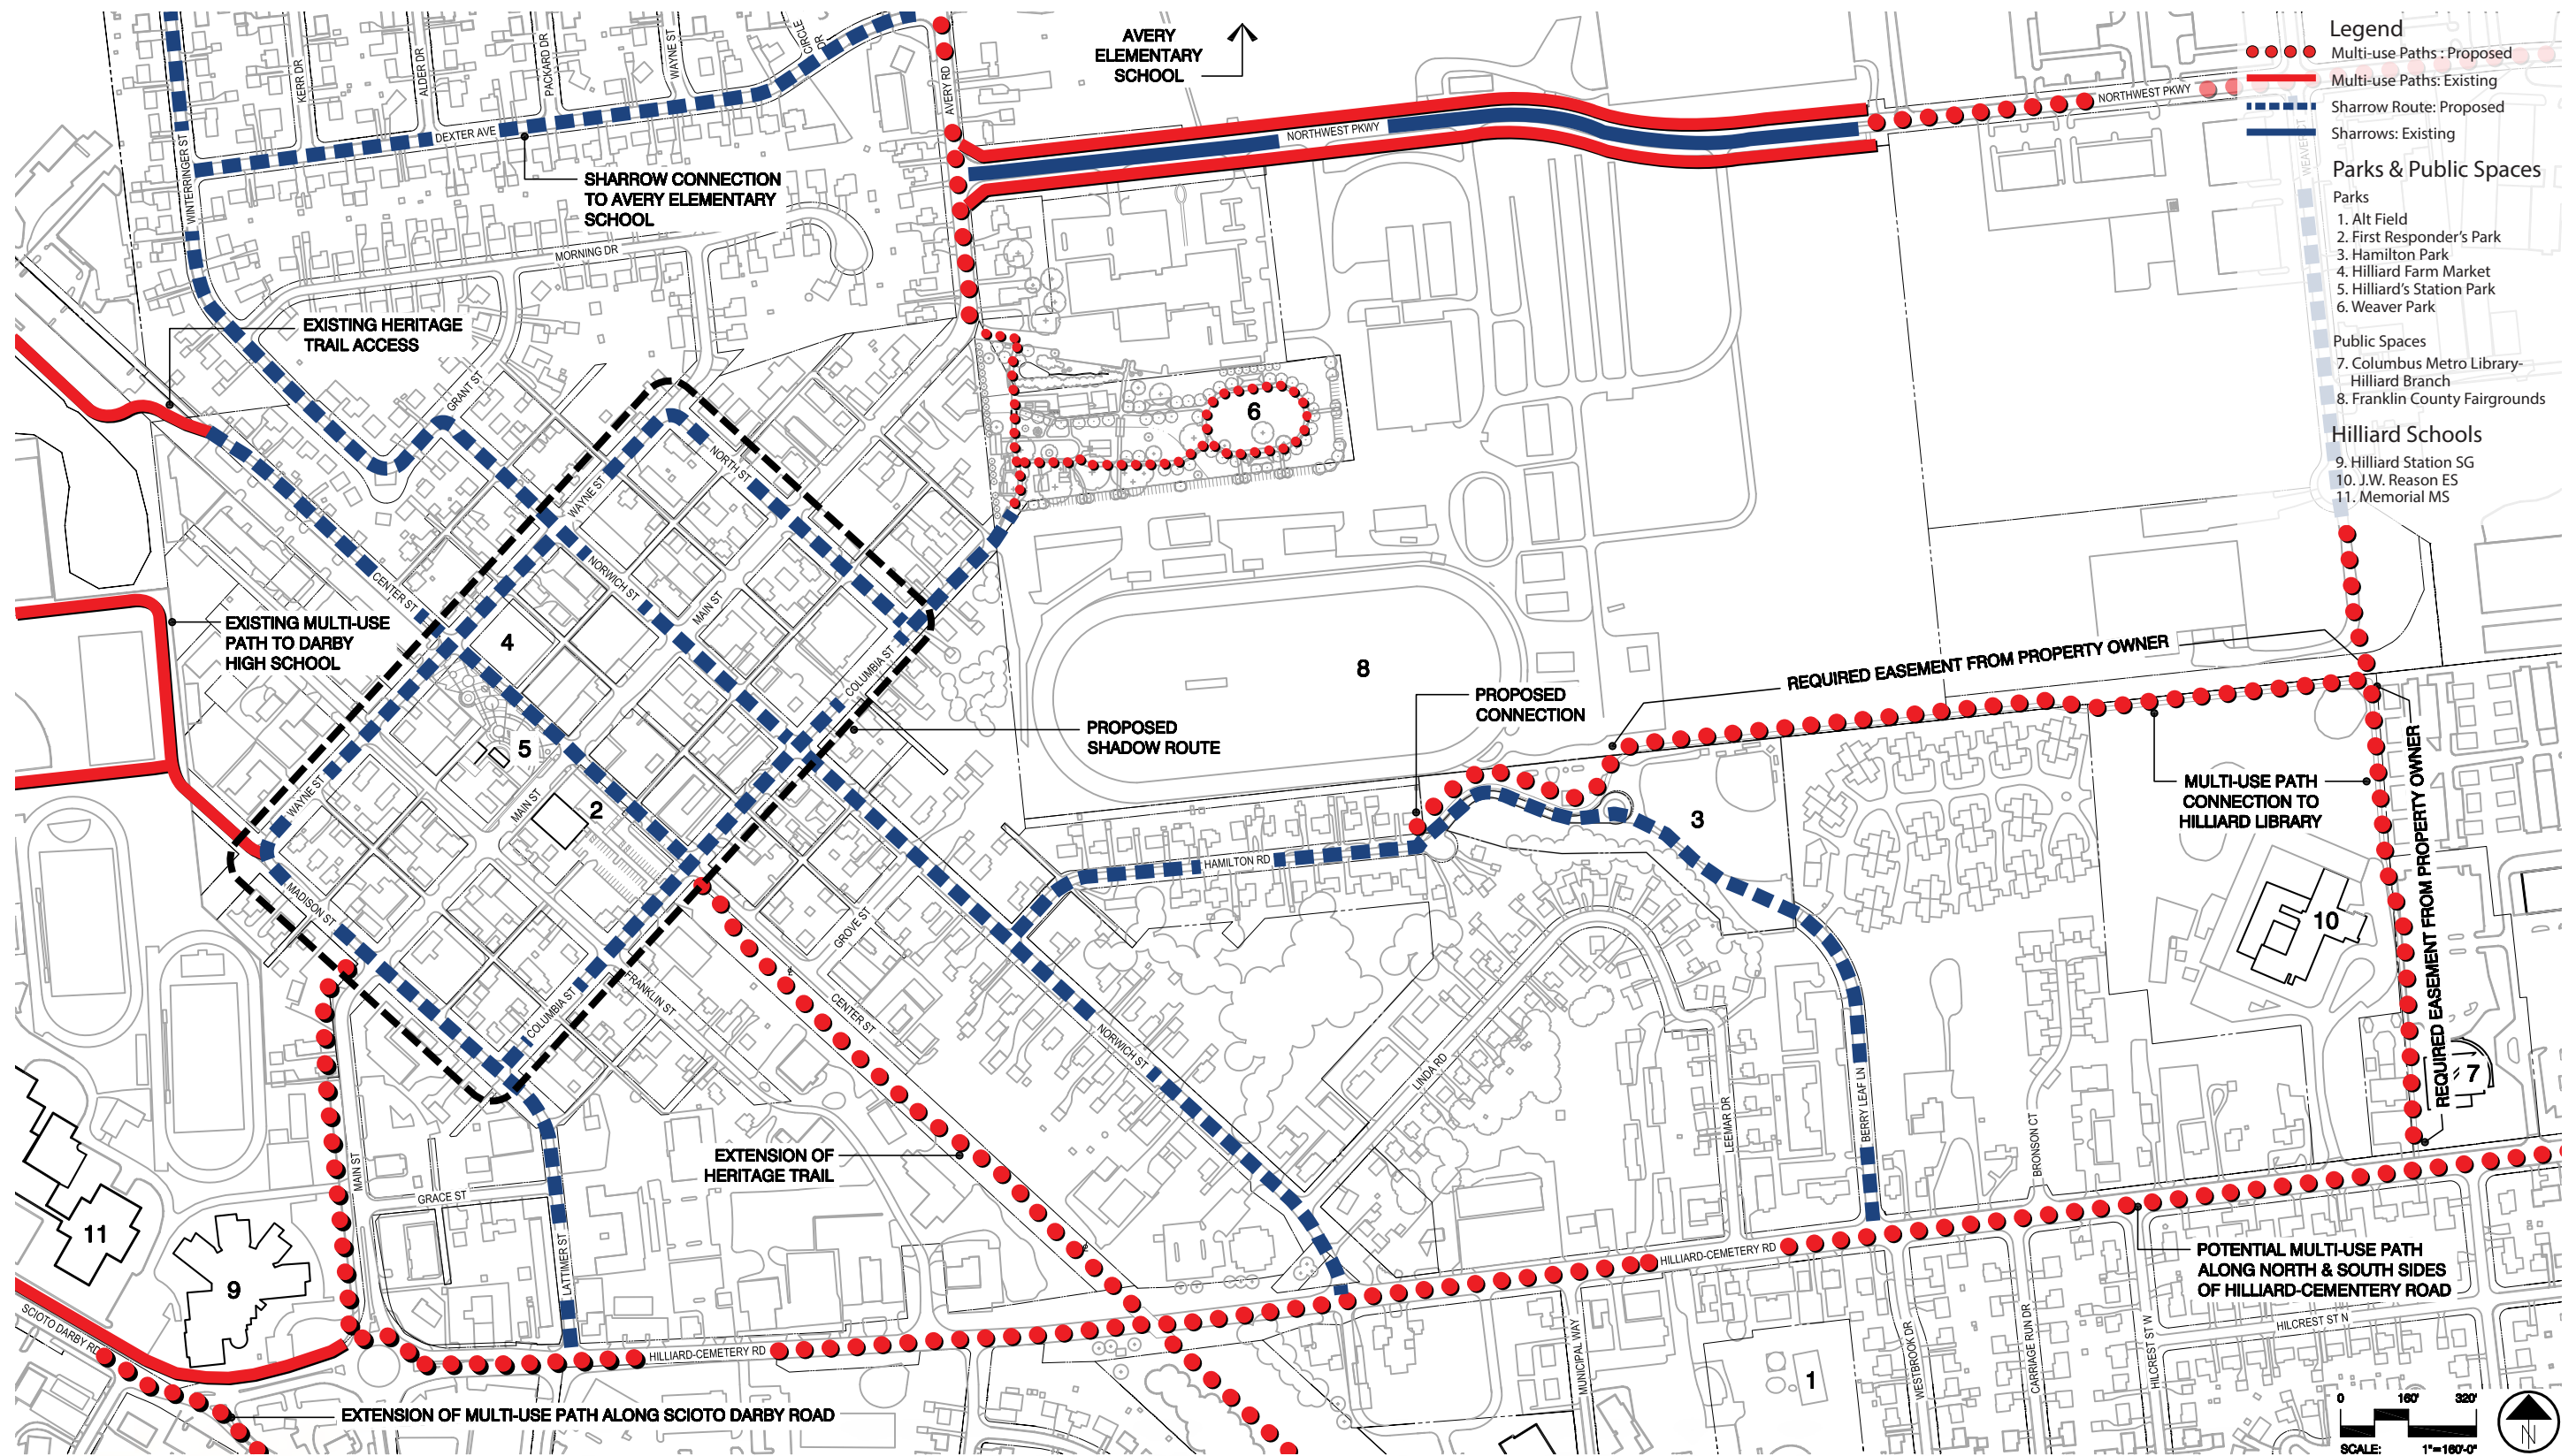 AVERY
ELEMENTARY
SCHOOL
Legend
Multi-use Paths : Proposed
Multi-use Paths: Existing
Sharrow Route: Proposed
Sharrows: Existing
Parks & Public Spaces
Parks
1. Alt Field
2. First Responder's Park
3. Hamilton Park
4. Hilliard Farm Market
5. Hilliard's Station Park
6. Weaver Park
Public Spaces
7. Columbus Metro Library-
Hilliard Branch
8. Franklin County Fairgrounds
Hilliard Schools
9. Hilliard Station SG
10. J.W. Reason ES
11. Memorial MS
KERR DR
ALDER DR
PACKARD DR
WAYNE ST
CIRCLE
DR
AVERY RD
DEXTER AVE
WINTERRINGER ST
NORTHWEST PKWY
NORTHWEST PKWY
SHARROW CONNECTION
TO AVERY ELEMENTARY
SCHOOL
MORNING DR
EXISTING HERITAGE
TRAIL ACCESS
GRANT ST
6
NORTH ST
WAYNE ST
CENTER ST
NORWICH ST
MAIN ST
EXISTING MULTI-USE
PATH TO DARBY
HIGH SCHOOL
4
COLUMBIA ST
8
REQUIRED EASEMENT FROM PROPERTY OWNER
PROPOSED
CONNECTION
PROPOSED
SHADOW ROUTE
5
WAYNE ST
MAIN ST
2
3
MULTI-USE PATH
CONNECTION TO
HILLIARD LIBRARY
REQUIRED EASEMENT FROM PROPERTY OWNER
HAMILTON RD
MADISON ST
GROVE ST
10
FRANKLIN ST
COLUMBIA ST
CENTER ST
NORWICH ST
LINDA RD
7
LEEMAR DR
BERRY LEAF LN
BRONSON CT
EXTENSION OF
HERITAGE TRAIL
MAIN ST
GRACE ST
LATTIMER ST
11
9
HILLIARD-CEMETERY RD
POTENTIAL MULTI-USE PATH
ALONG NORTH & SOUTH SIDES
OF HILLIARD-CEMENTERY ROAD
SCIOTO DARBY RD
HILLIARD-CEMETERY RD
MUNICIPAL WAY
1
WESTBROOK DR
CARRIAGE RUN DR
HILCREST ST W
HILCREST ST N
EXTENSION OF MULTI-USE PATH ALONG SCIOTO DARBY ROAD
0 160' 320'
SCALE: 1"=160'-0"
N